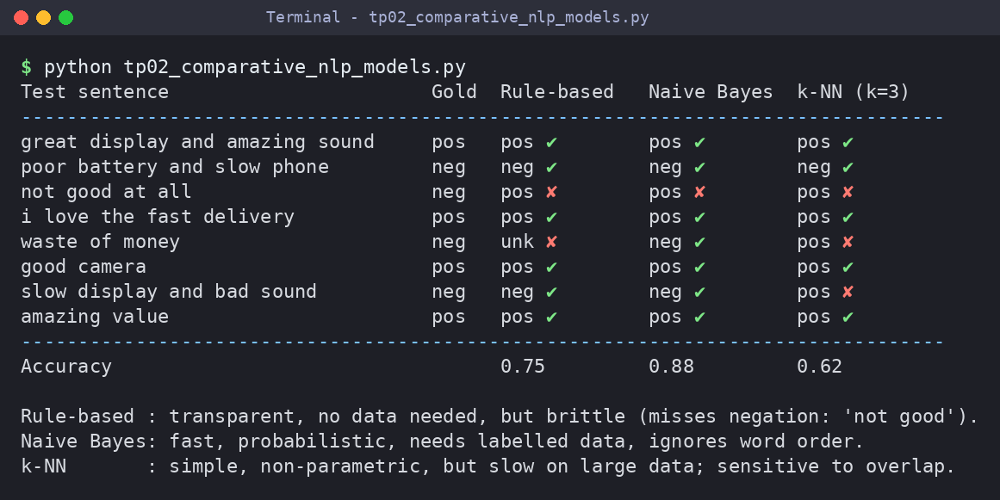 Terminal - tp02_comparative_nlp_models.py
$ python tp02_comparative_nlp_models.py
Test sentence                       Gold  Rule-based   Naive Bayes  k-NN (k=3)
---------------------------------------------------------------------------------
great display and amazing sound     pos   pos ✔        pos ✔        pos ✔
poor battery and slow phone         neg   neg ✔        neg ✔        neg ✔
not good at all                     neg   pos ✘        pos ✘        pos ✘
i love the fast delivery            pos   pos ✔        pos ✔        pos ✔
waste of money                      neg   unk ✘        neg ✔        pos ✘
good camera                         pos   pos ✔        pos ✔        pos ✔
slow display and bad sound          neg   neg ✔        neg ✔        pos ✘
amazing value                       pos   pos ✔        pos ✔        pos ✔
---------------------------------------------------------------------------------
Accuracy                                  0.75         0.88         0.62
Rule-based : transparent, no data needed, but brittle (misses negation: 'not good').
Naive Bayes: fast, probabilistic, needs labelled data, ignores word order.
k-NN       : simple, non-parametric, but slow on large data; sensitive to overlap.